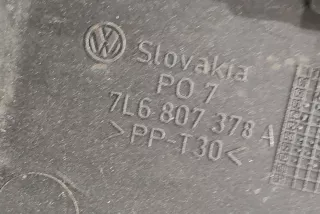 Slovakia
PO 7
7L6 807 378 A
>PP-T30<